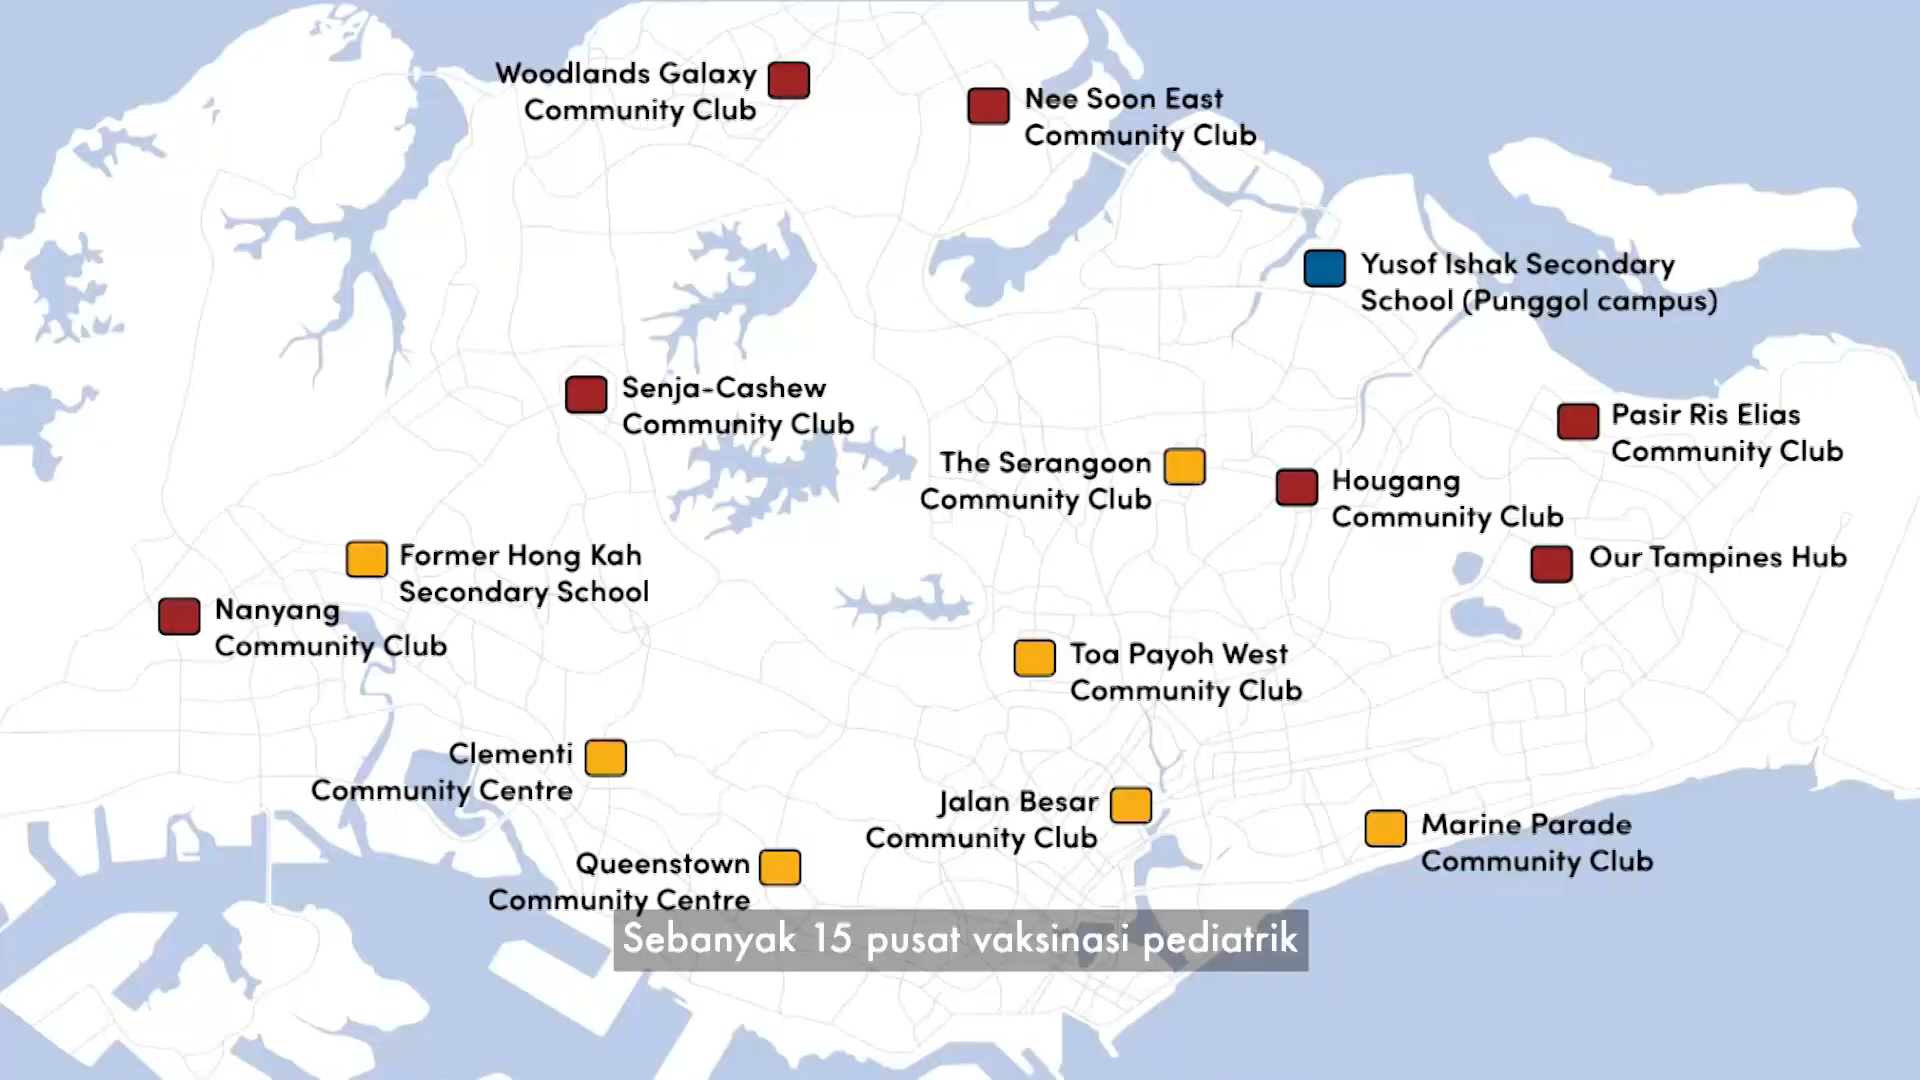 Woodlands Galaxy
Community Club
Nee Soon East
Community Club
Yusof Ishak Secondary
School (Punggol campus)
Senja-Cashew
Community Club
Pasir Ris Elias
Community Club
The Serangoon
Community Club
Hougang
Community Club
Our Tampines Hub
Former Hong Kah
Secondary School
Nanyang
Community Club
Toa Payoh West
Community Club
Clementi
Community Centre
Jalan Besar
Community Club
Marine Parade
Community Club
Queenstown
Community Centre
Sebanyak 15 pusat vaksinasi pediatrik